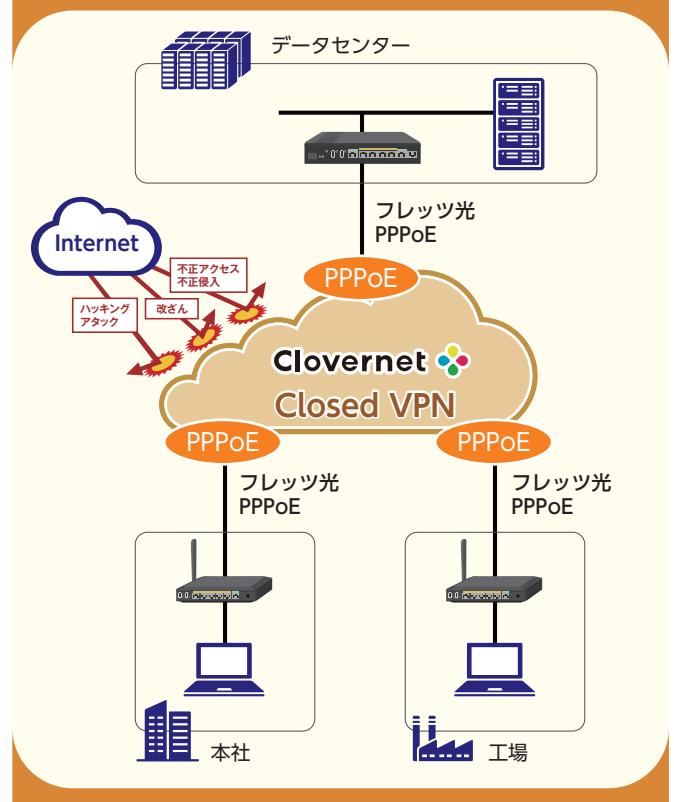 データセンター
フレッツ光
PPPoE
PPPoE
Internet
不正アクセス
不正侵入
改ざん
ハッキング
アタック
Clovernet
Closed VPN
PPPoE
PPPoE
フレッツ光
PPPoE
フレッツ光
PPPoE
本社
工場